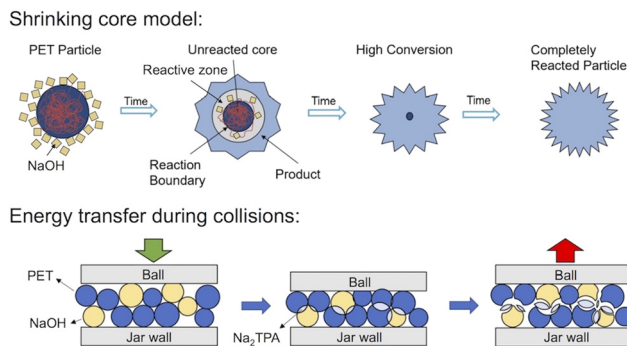 Shrinking core model:
PET Particle
Unreacted core
High Conversion
Completely
Reacted Particle
Reactive zone
Time
Time
Time
NaOH
Reaction
Boundary
Product
Energy transfer during collisions:
PET
Ball
Ball
Ball
NaOH
Na₂TPA
Jar wall
Jar wall
Jar wall